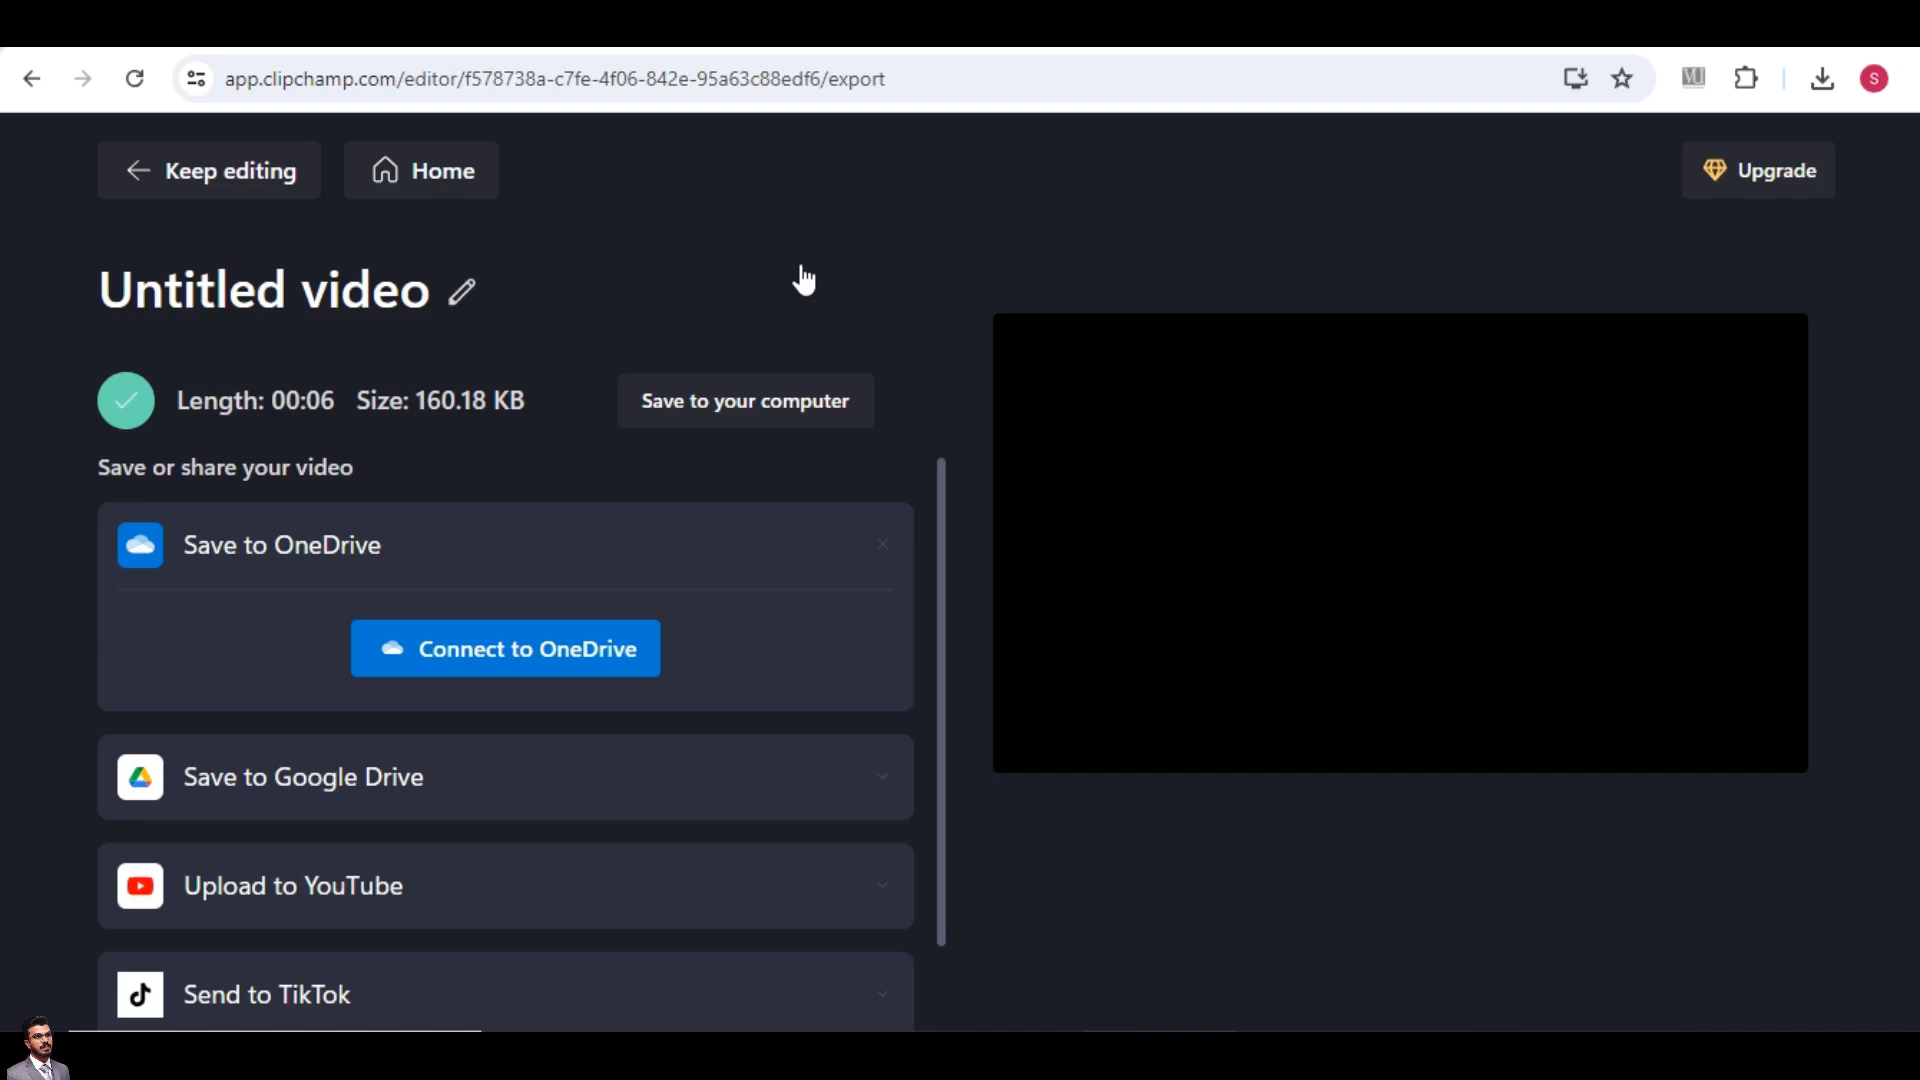 app.clipchamp.com/editor/f578738a-c7fe-4f06-842e-95a63c88edf6/export
VU
S
Keep editing
Home
Upgrade
Untitled video
Length: 00:06 Size: 160.18 KB
Save to your computer
Save or share your video
Save to OneDrive
Connect to OneDrive
Save to Google Drive
Upload to YouTube
Send to TikTok